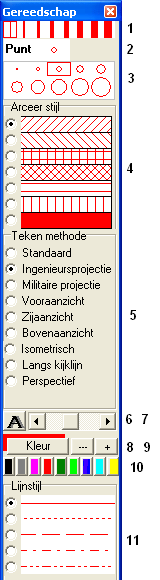 Gereedschap
1
Punt 2
3
Arceer stijl
4
Teken methode
Standaard
Ingenieursprojectie
Militaire projectie
Vooraanzicht
Zijaanzicht
5
Bovenaanzicht
Isometrisch
Langs kijklijn
Perspectief
A 6 7
Kleur --- + 8 9
10
Lijnstijl
11